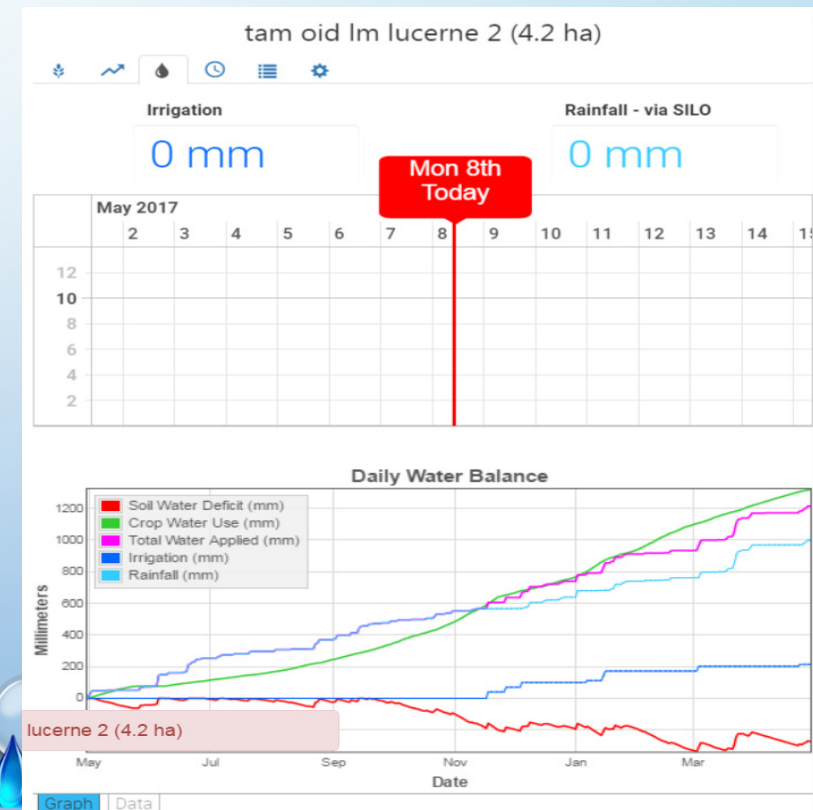 tam oid lm lucerne 2 (4.2 ha)
Irrigation
Rainfall - via SILO
0 mm
0 mm
Mon 8th
Today
May 2017
2 3 4 5 6 7 8 9 10 11 12 13 14
12
10
8
6
4
2
Daily Water Balance
Soil Water Deficit (mm)
Crop Water Use (mm)
Total Water Applied (mm)
Irrigation (mm)
Rainfall (mm)
Millimeters
1200
1000
800
600
400
200
0
lucerne 2 (4.2 ha)
May Jul Sep Nov Jan Mar
Date
Graph Data